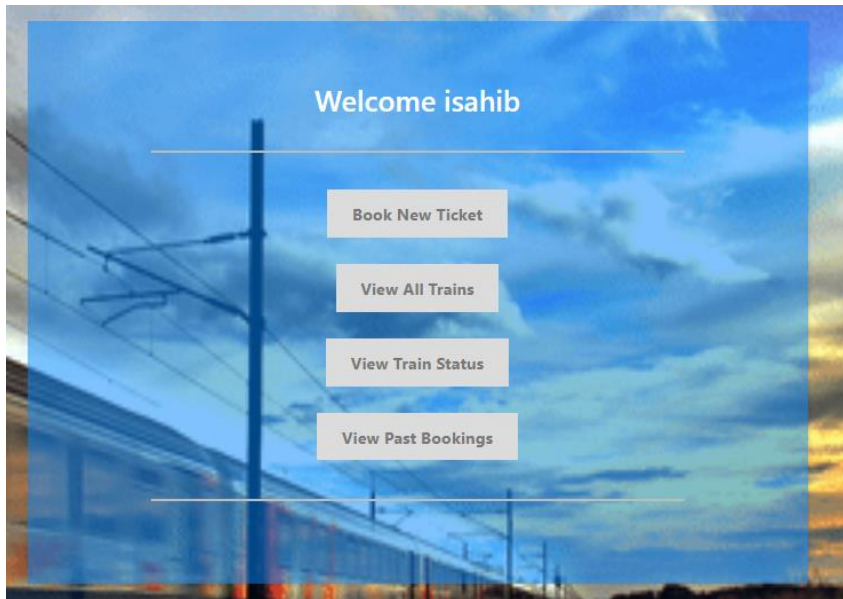 Welcome isahib
Book New Ticket
View All Trains
View Train Status
View Past Bookings